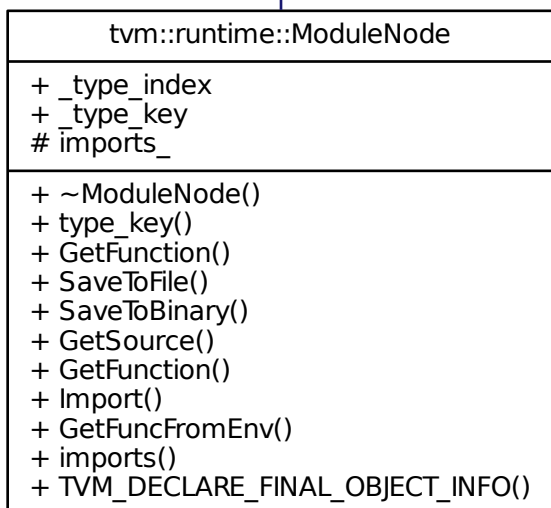 tvm::runtime::ModuleNode
+ _type_index
+ _type_key
# imports_
+ ~ModuleNode()
+ type_key()
+ GetFunction()
+ SaveToFile()
+ SaveToBinary()
+ GetSource()
+ GetFunction()
+ Import()
+ GetFuncFromEnv()
+ imports()
+ TVM_DECLARE_FINAL_OBJECT_INFO()